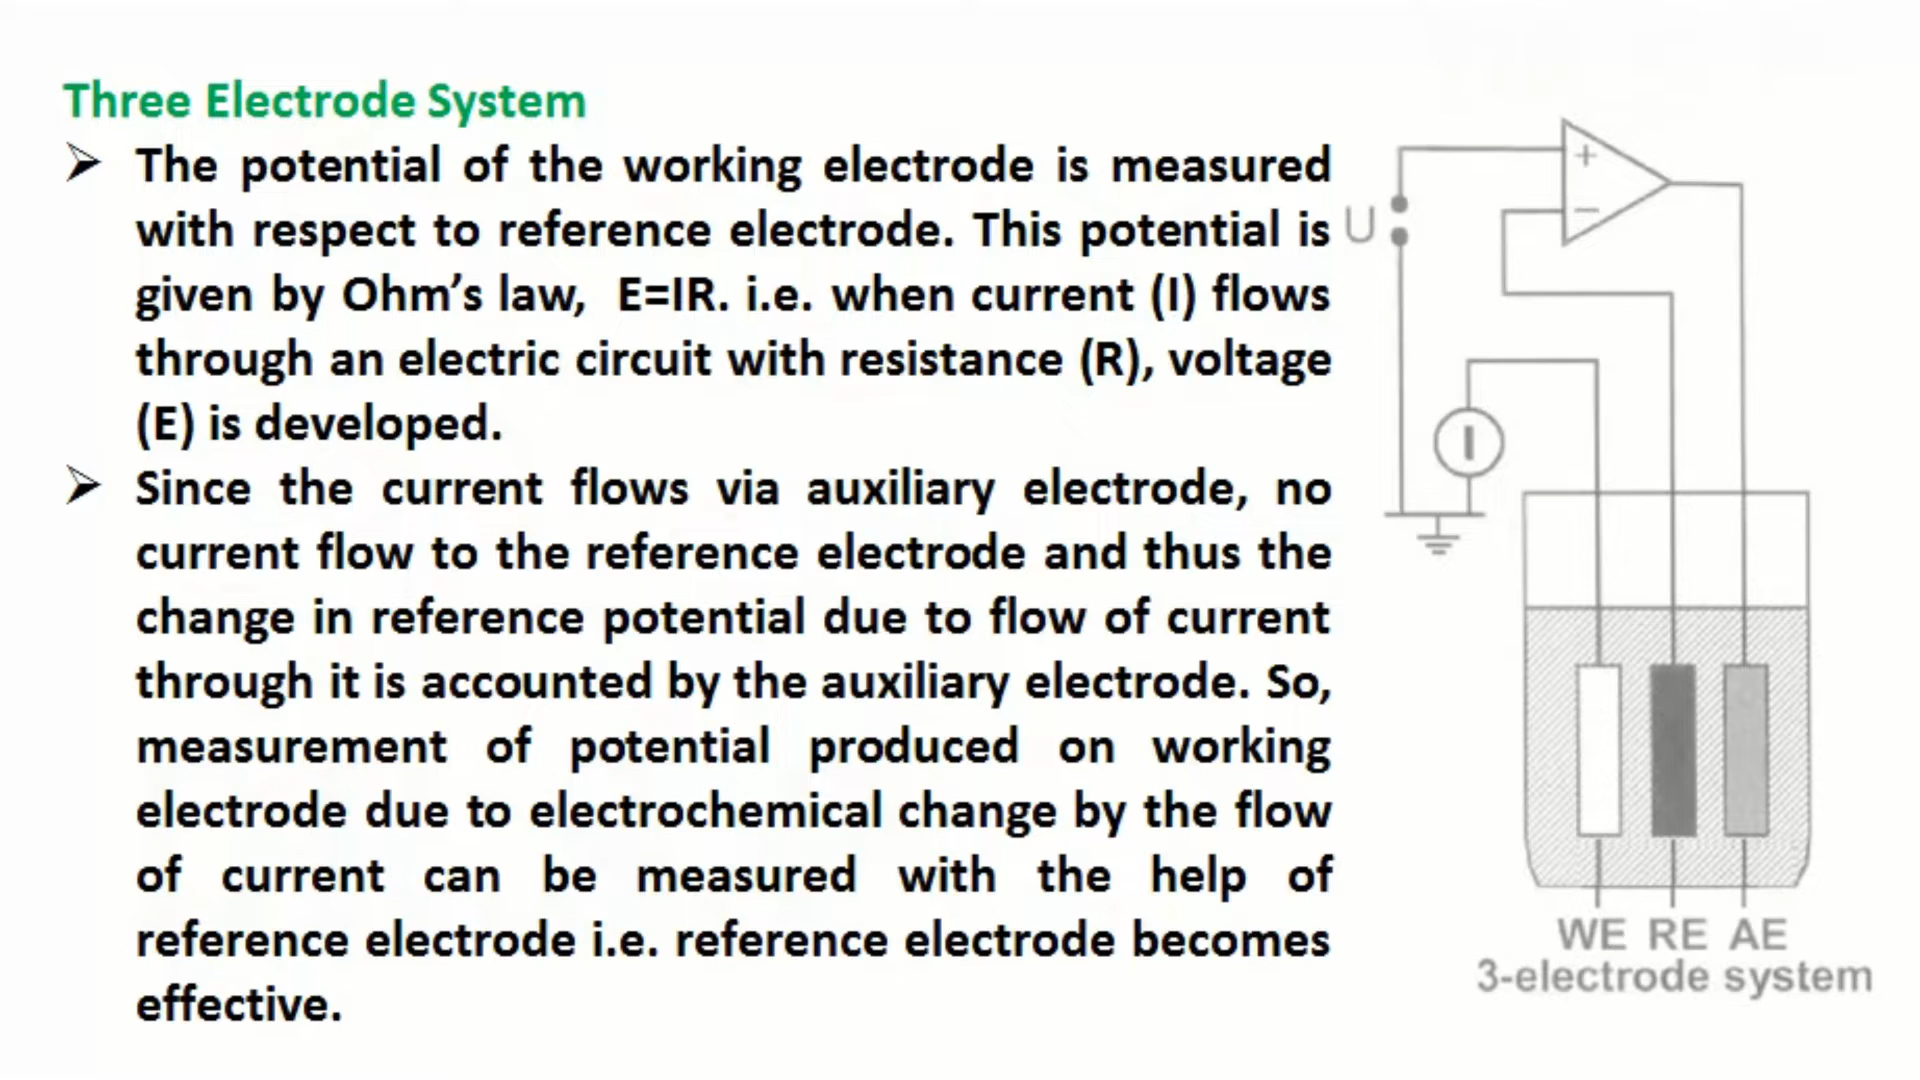 Three Electrode System
➢ The potential of the working electrode is measured
with respect to reference electrode. This potential is
given by Ohm’s law, E=IR. i.e. when current (I) flows
through an electric circuit with resistance (R), voltage
(E) is developed.
➢ Since the current flows via auxiliary electrode, no
current flow to the reference electrode and thus the
change in reference potential due to flow of current
through it is accounted by the auxiliary electrode. So,
measurement of potential produced on working
electrode due to electrochemical change by the flow
of current can be measured with the help of
reference electrode i.e. reference electrode becomes
effective.
+
U
−
I
WE RE AE
3-electrode system